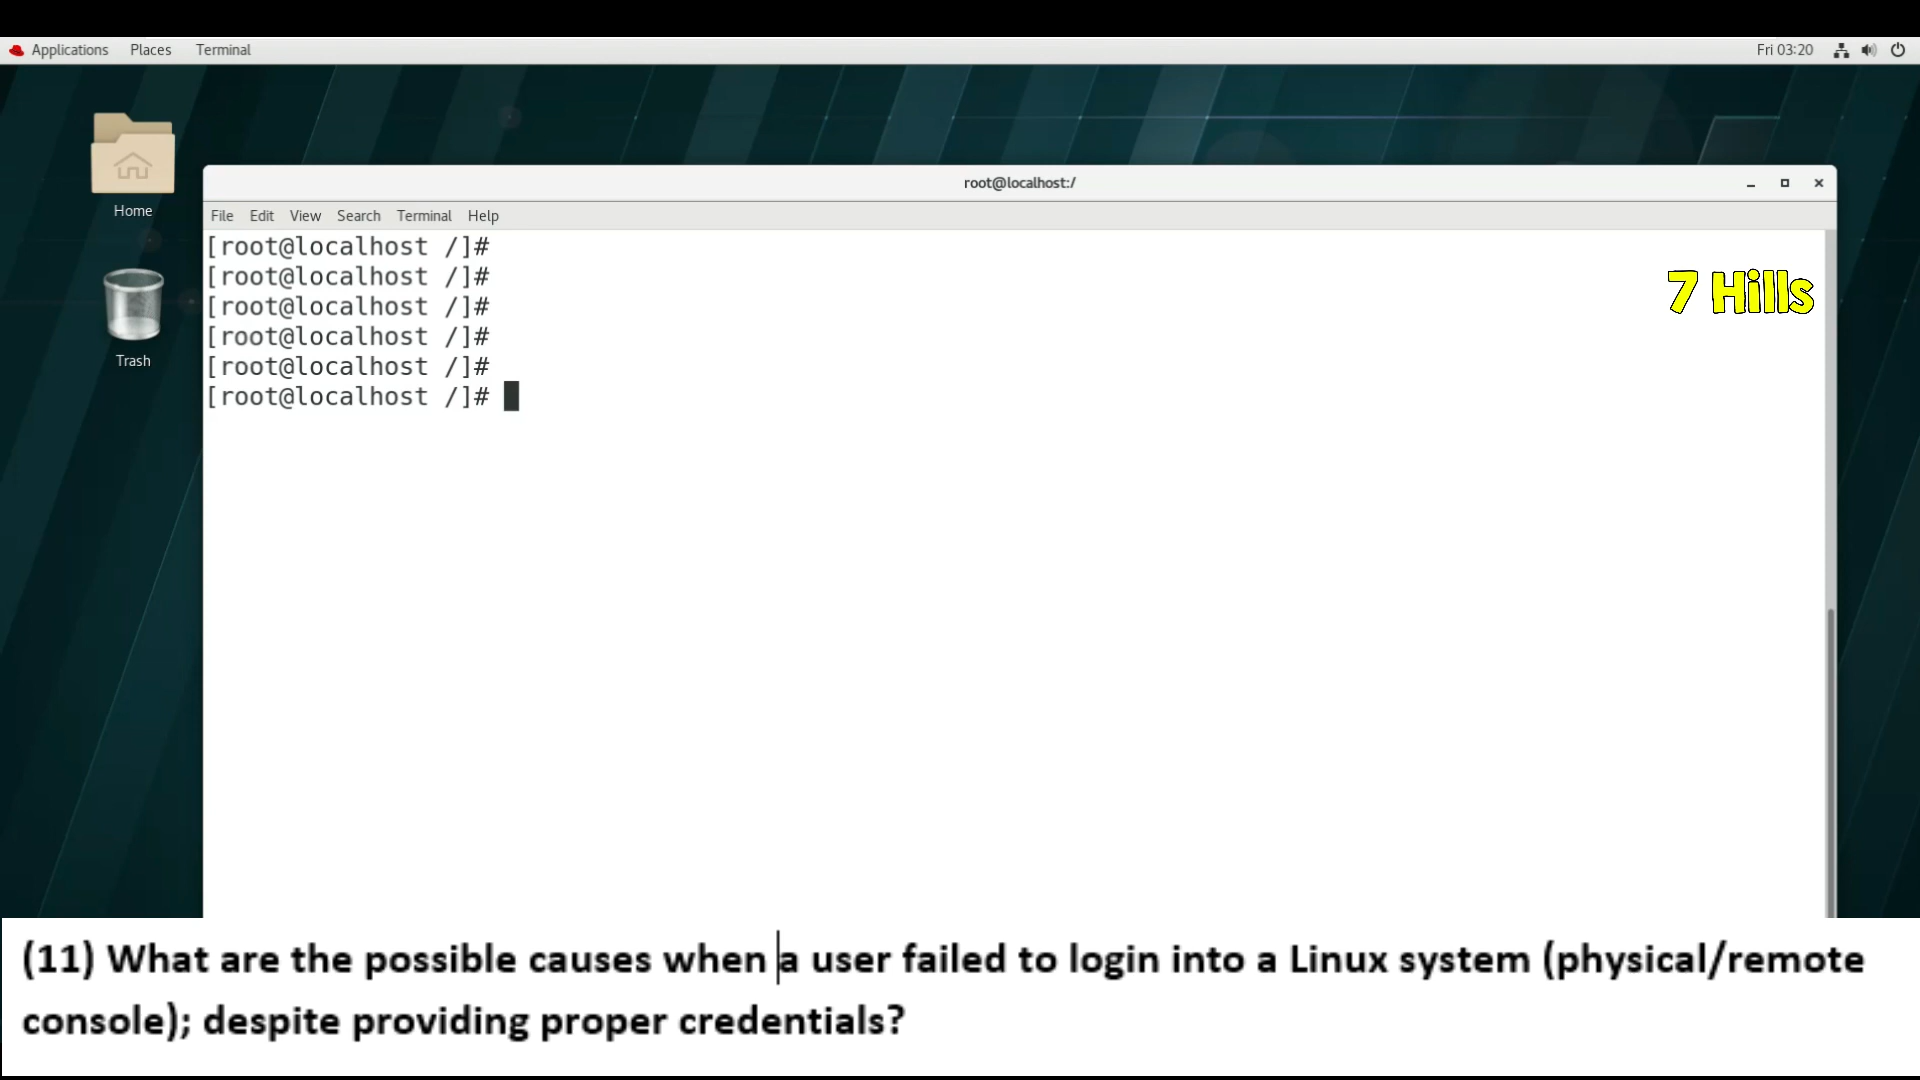 Applications Places Terminal Fri 03:20
Home
Trash
root@localhost:/
File Edit View Search Terminal Help
[root@localhost /]#
[root@localhost /]#
[root@localhost /]#
[root@localhost /]#
[root@localhost /]#
[root@localhost /]#
7 Hills
(11) What are the possible causes when a user failed to login into a Linux system (physical/remote
console); despite providing proper credentials?